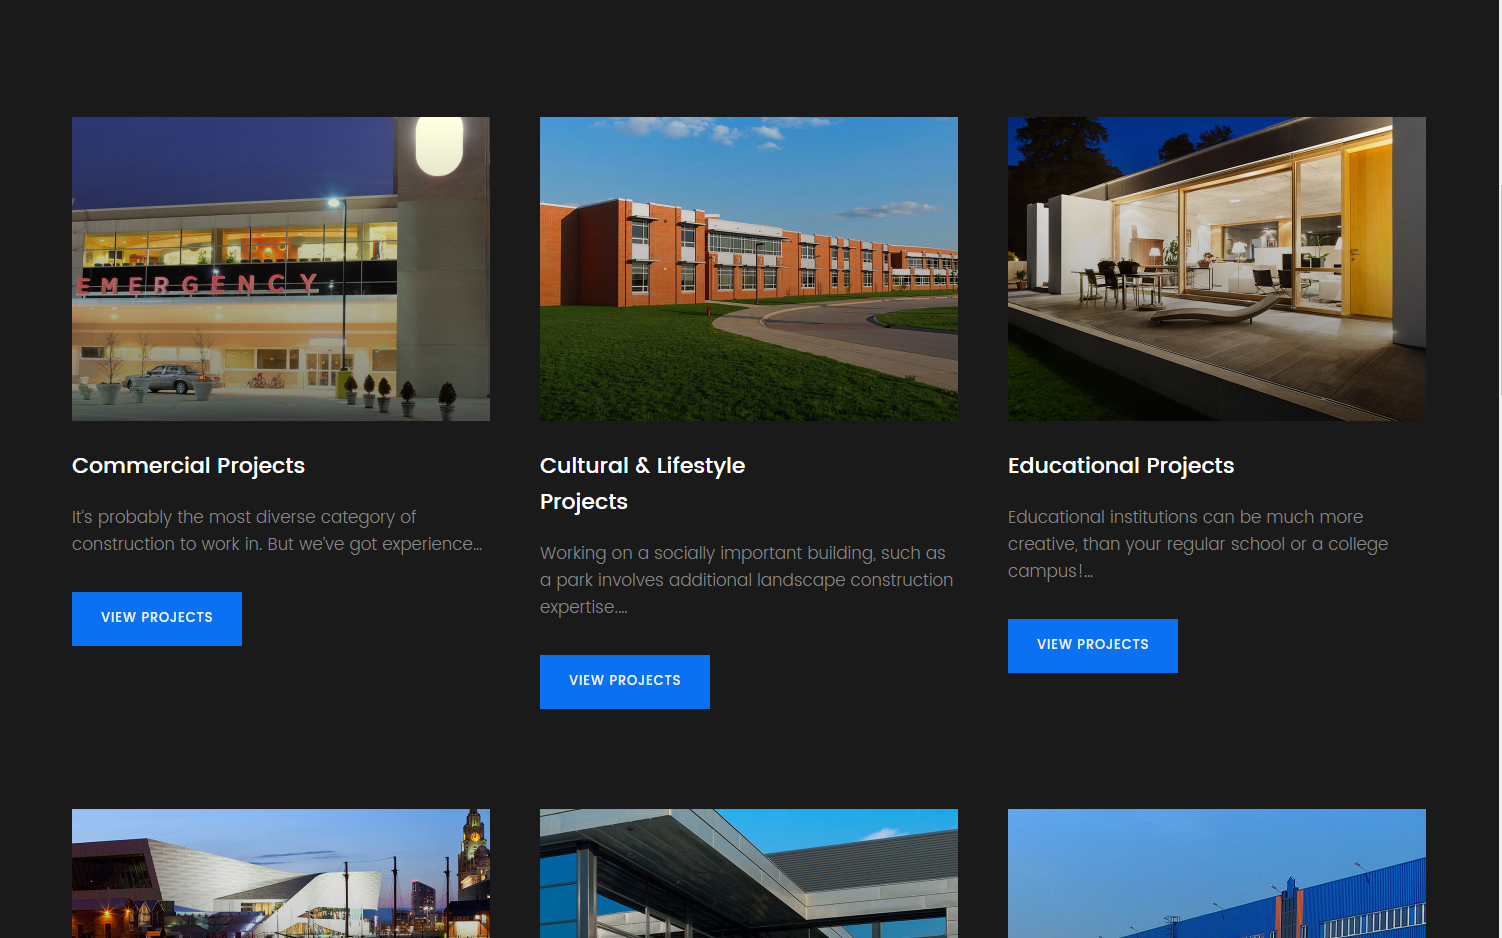 EMERGENCY
Commercial Projects
It's probably the most diverse category of
construction to work in. But we've got experience...
VIEW PROJECTS
Cultural & Lifestyle
Projects
Working on a socially important building, such as
a park involves additional landscape construction
expertise....
VIEW PROJECTS
Educational Projects
Educational institutions can be much more
creative, than your regular school or a college
campus!...
VIEW PROJECTS